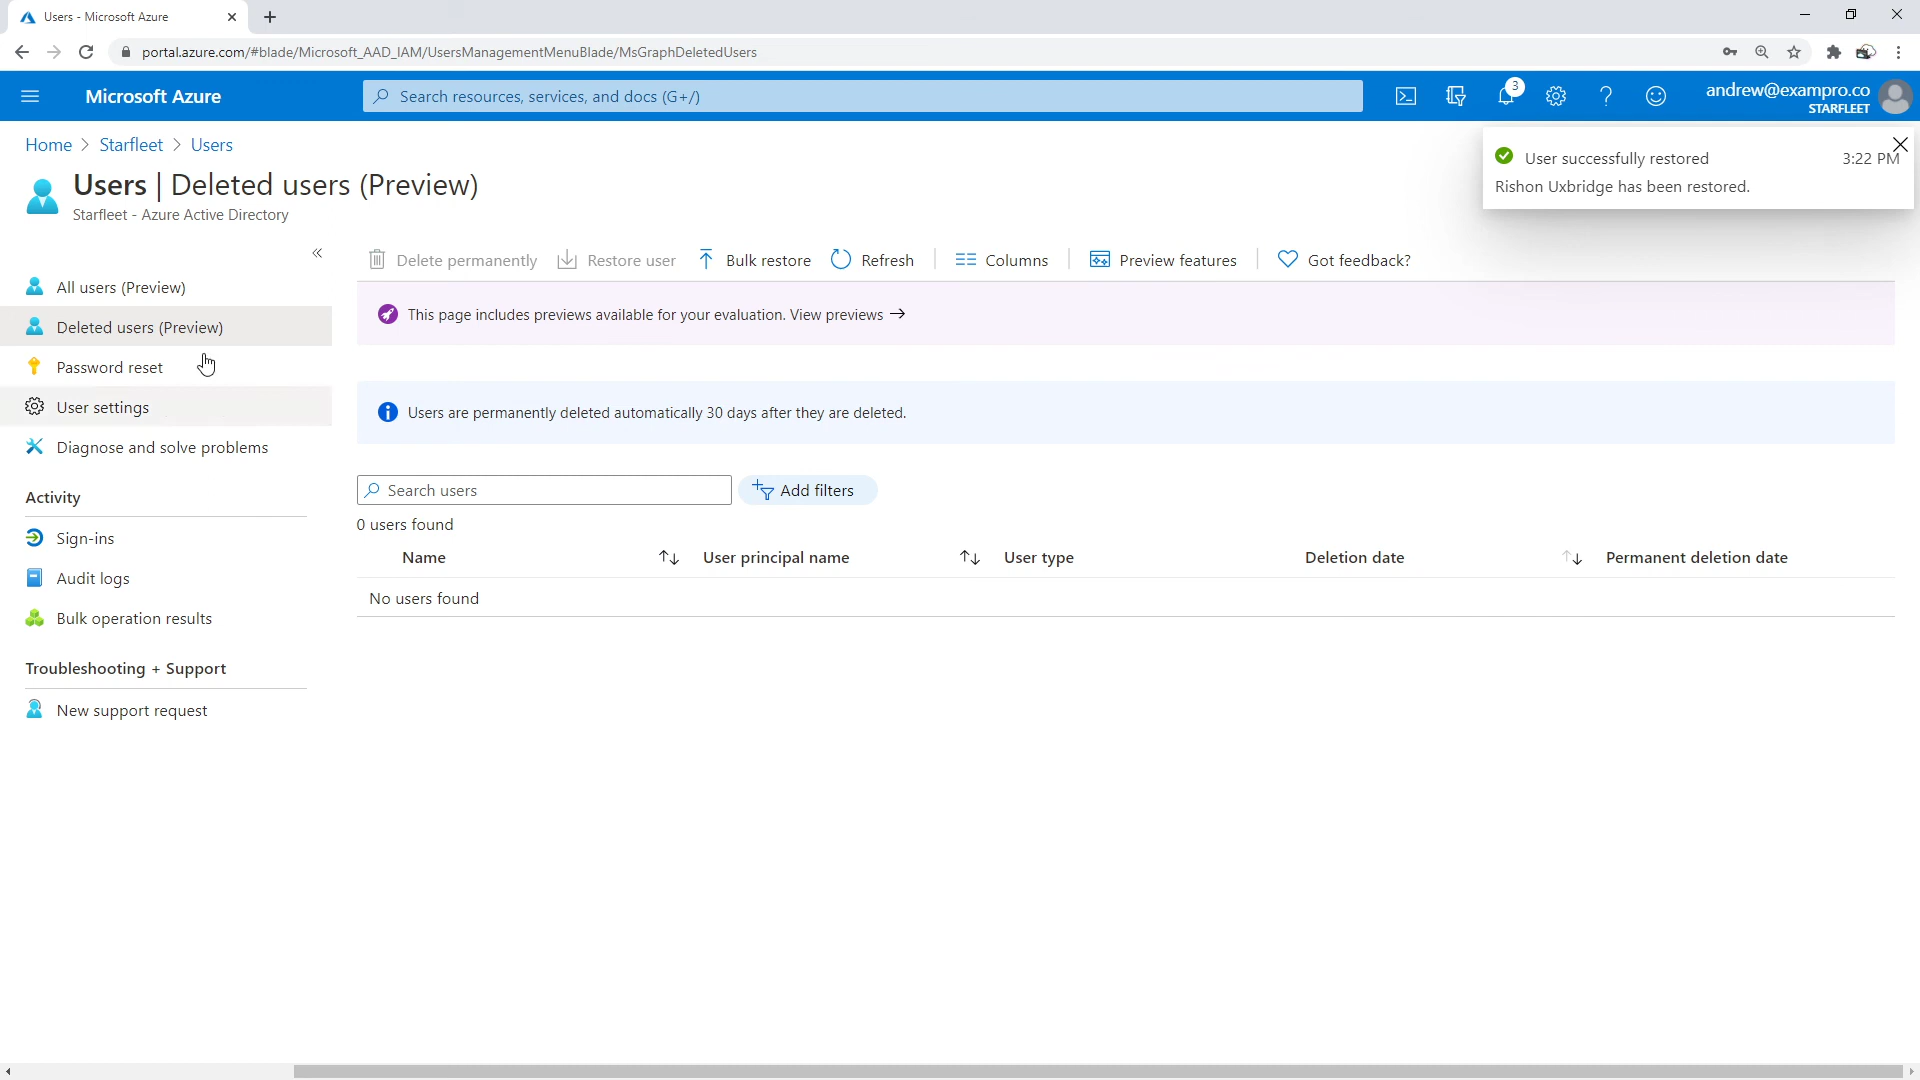 Users - Microsoft Azure
portal.azure.com/#blade/Microsoft_AAD_IAM/UsersManagementMenuBlade/MsGraphDeletedUsers
Microsoft Azure
Search resources, services, and docs (G+/)
3
andrew@exampro.co
STARFLEET
Home > Starfleet > Users
User successfully restored 3:22 PM
Rishon Uxbridge has been restored.
Users | Deleted users (Preview)
Starfleet - Azure Active Directory
All users (Preview)
Deleted users (Preview)
Password reset
User settings
Diagnose and solve problems
Activity
Sign-ins
Audit logs
Bulk operation results
Troubleshooting + Support
New support request
Delete permanently Restore user Bulk restore Refresh Columns Preview features Got feedback?
This page includes previews available for your evaluation. View previews →
Users are permanently deleted automatically 30 days after they are deleted.
Search users Add filters
0 users found
Name User principal name User type Deletion date Permanent deletion date
No users found